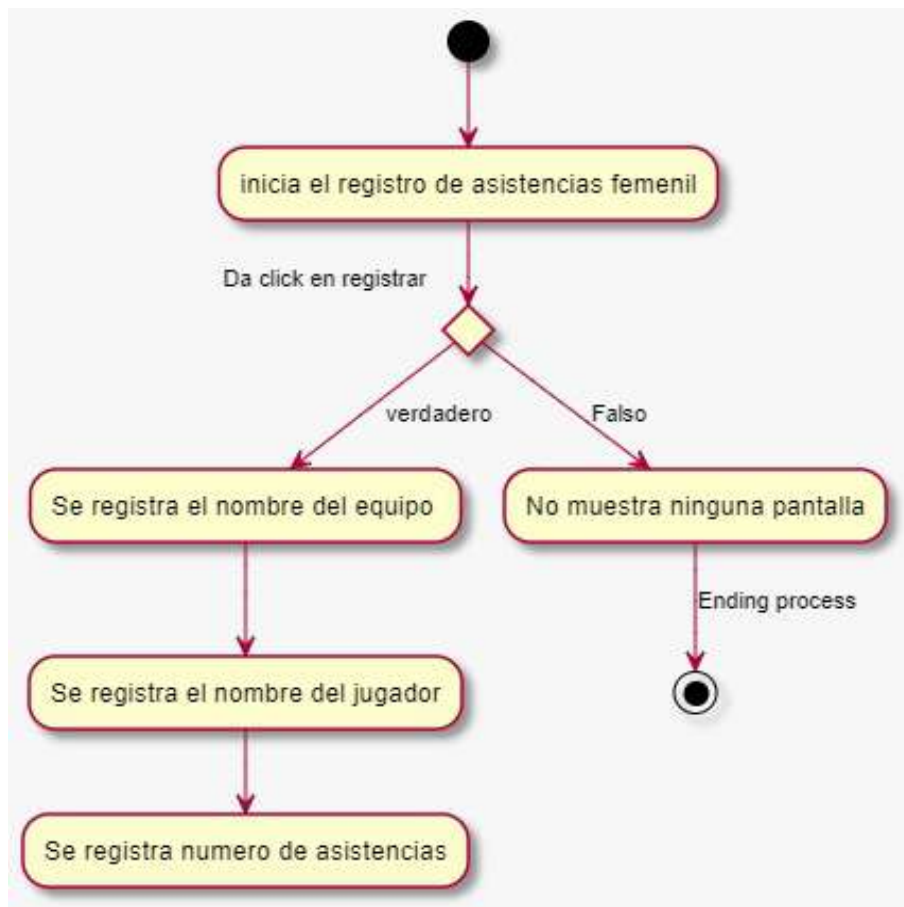 inicia el registro de asistencias femenil
Da click en registrar
verdadero
Falso
Se registra el nombre del equipo
No muestra ninguna pantalla
Ending process
Se registra el nombre del jugador
Se registra numero de asistencias